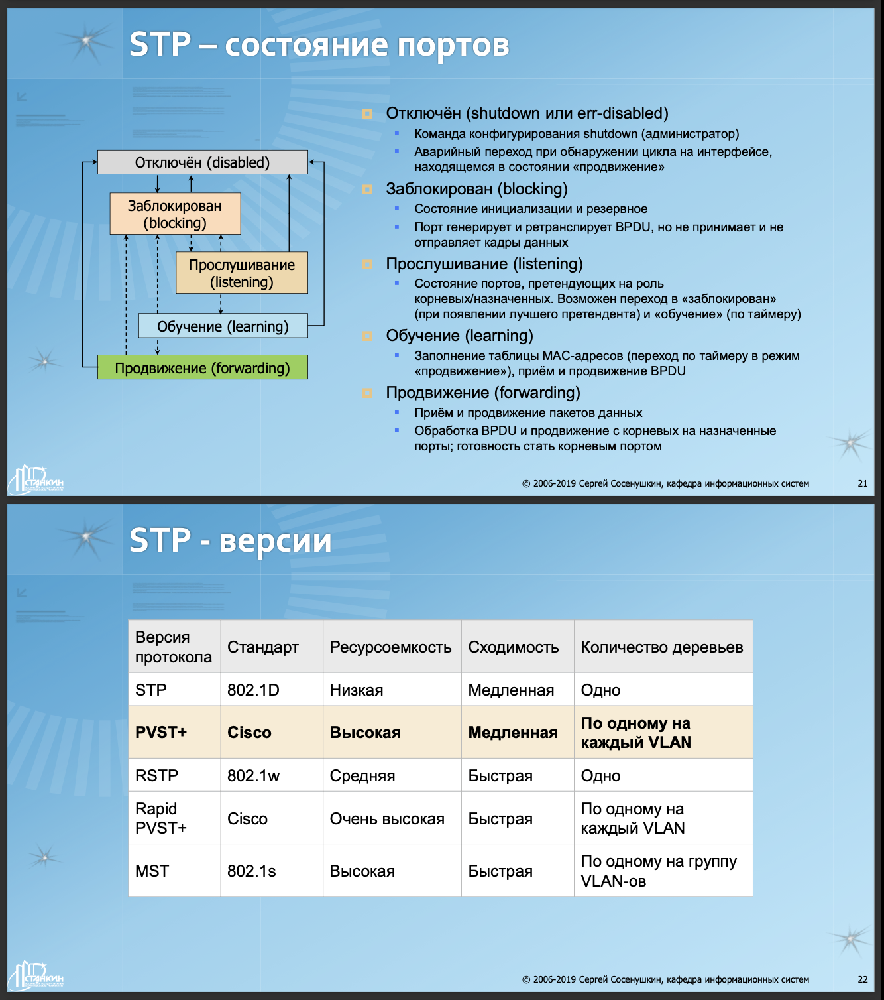 STP – состояние портов
Отключён (disabled)
Заблокирован
(blocking)
Прослушивание
(listening)
Обучение (learning)
Продвижение (forwarding)
Отключён (shutdown или err-disabled)
Команда конфигурирования shutdown (администратор)
Аварийный переход при обнаружении цикла на интерфейсе,
находящемся в состоянии «продвижение»
Заблокирован (blocking)
Состояние инициализации и резервное
Порт генерирует и ретранслирует BPDU, но не принимает и не
отправляет кадры данных
Прослушивание (listening)
Состояние портов, претендующих на роль
корневых/назначенных. Возможен переход в «заблокирован»
(при появлении лучшего претендента) и «обучение» (по таймеру)
Обучение (learning)
Заполнение таблицы MAC-адресов (переход по таймеру в режим
«продвижение»), приём и продвижение BPDU
Продвижение (forwarding)
Приём и продвижение пакетов данных
Обработка BPDU и продвижение с корневых на назначенные
порты; готовность стать корневым портом
СТАНКИН
© 2006-2019 Сергей Сосенушкин, кафедра информационных систем
21
STP - версии
Версия
протокола
Стандарт
Ресурсоемкость
Сходимость
Количество деревьев
STP
802.1D
Низкая
Медленная
Одно
PVST+
Cisco
Высокая
Медленная
По одному на
каждый VLAN
RSTP
802.1w
Средняя
Быстрая
Одно
Rapid
PVST+
Cisco
Очень высокая
Быстрая
По одному на
каждый VLAN
MST
802.1s
Высокая
Быстрая
По одному на группу
VLAN-ов
СТАНКИН
© 2006-2019 Сергей Сосенушкин, кафедра информационных систем
22